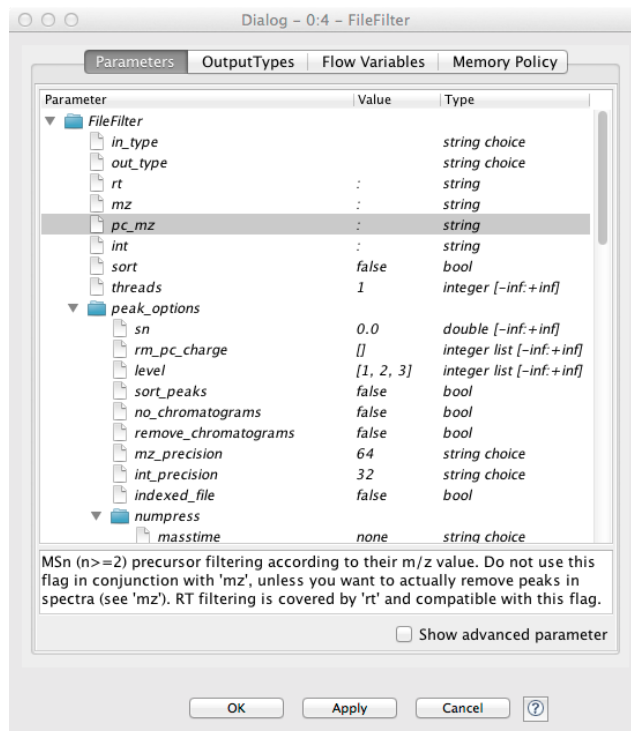 Dialog – 0:4 – FileFilter
Parameters OutputTypes Flow Variables Memory Policy
Parameter Value Type
FileFilter
in_type string choice
out_type string choice
rt : string
mz : string
pc_mz : string
int : string
sort false bool
threads 1 integer [-inf:+inf]
peak_options
sn 0.0 double [-inf:+inf]
rm_pc_charge [] integer list [-inf:+inf]
level [1, 2, 3] integer list [-inf:+inf]
sort_peaks false bool
no_chromatograms false bool
remove_chromatograms false bool
mz_precision 64 string choice
int_precision 32 string choice
indexed_file false bool
numpress
masstime none string choice
MSn (n>=2) precursor filtering according to their m/z value. Do not use this
flag in conjunction with 'mz', unless you want to actually remove peaks in
spectra (see 'mz'). RT filtering is covered by 'rt' and compatible with this flag.
Show advanced parameter
OK Apply Cancel ?